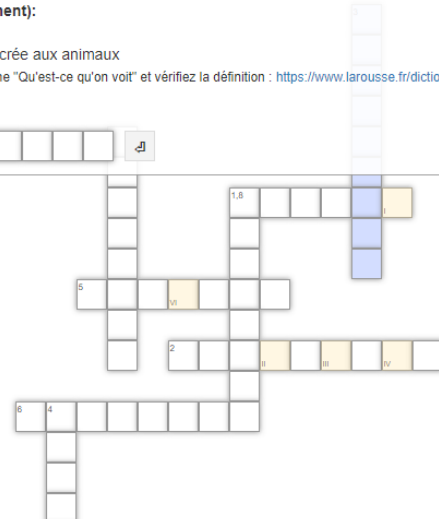 ment):
crée aux animaux
ne "Qu'est-ce qu'on voit" et vérifiez la définition : https://www.larousse.fr/dictio
1,8
I
5
VI
2
II
III
IV
6
4